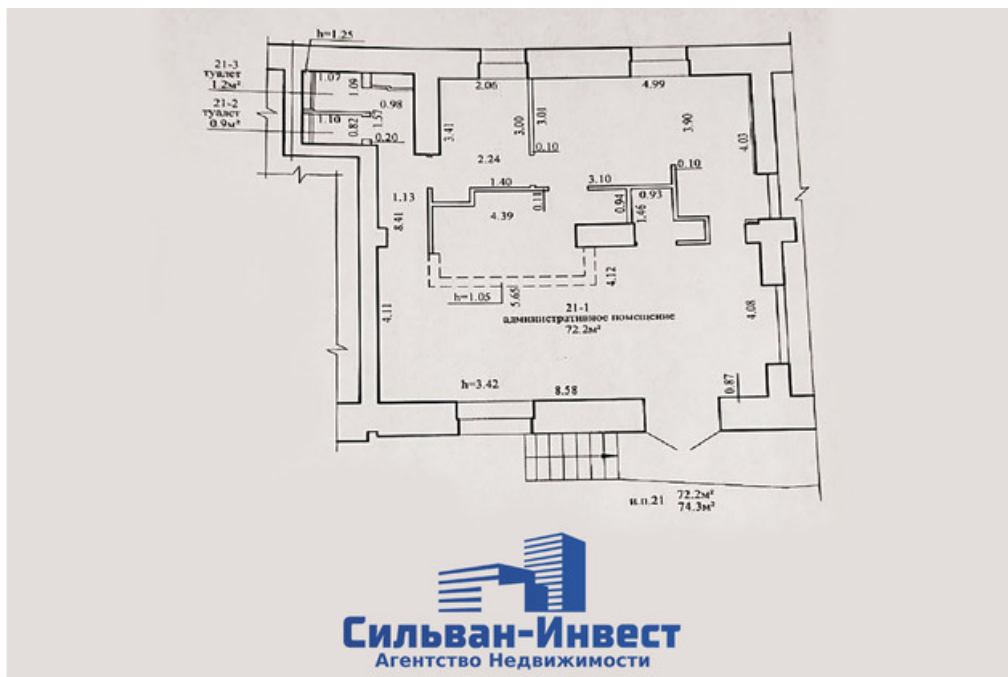 h=1.25
21-3
туалет
1.2м²
1.07
1.09
0.98
21-2
туалет
0.9м²
1.10
0.82
1.57
0.20
2.06
4.99
3.41
3.00
3.01
3.90
4.03
0.10
0.10
2.24
1.40
3.10
0.93
1.13
8.41
4.39
0.11
0.94
1.46
4.12
h=1.05
5.65
21-1
административное помещение
72.2м²
4.11
4.08
h=3.42
8.58
0.87
и.п.21 72.2м²
74.3м²
Сильван-Инвест
Агентство Недвижимости